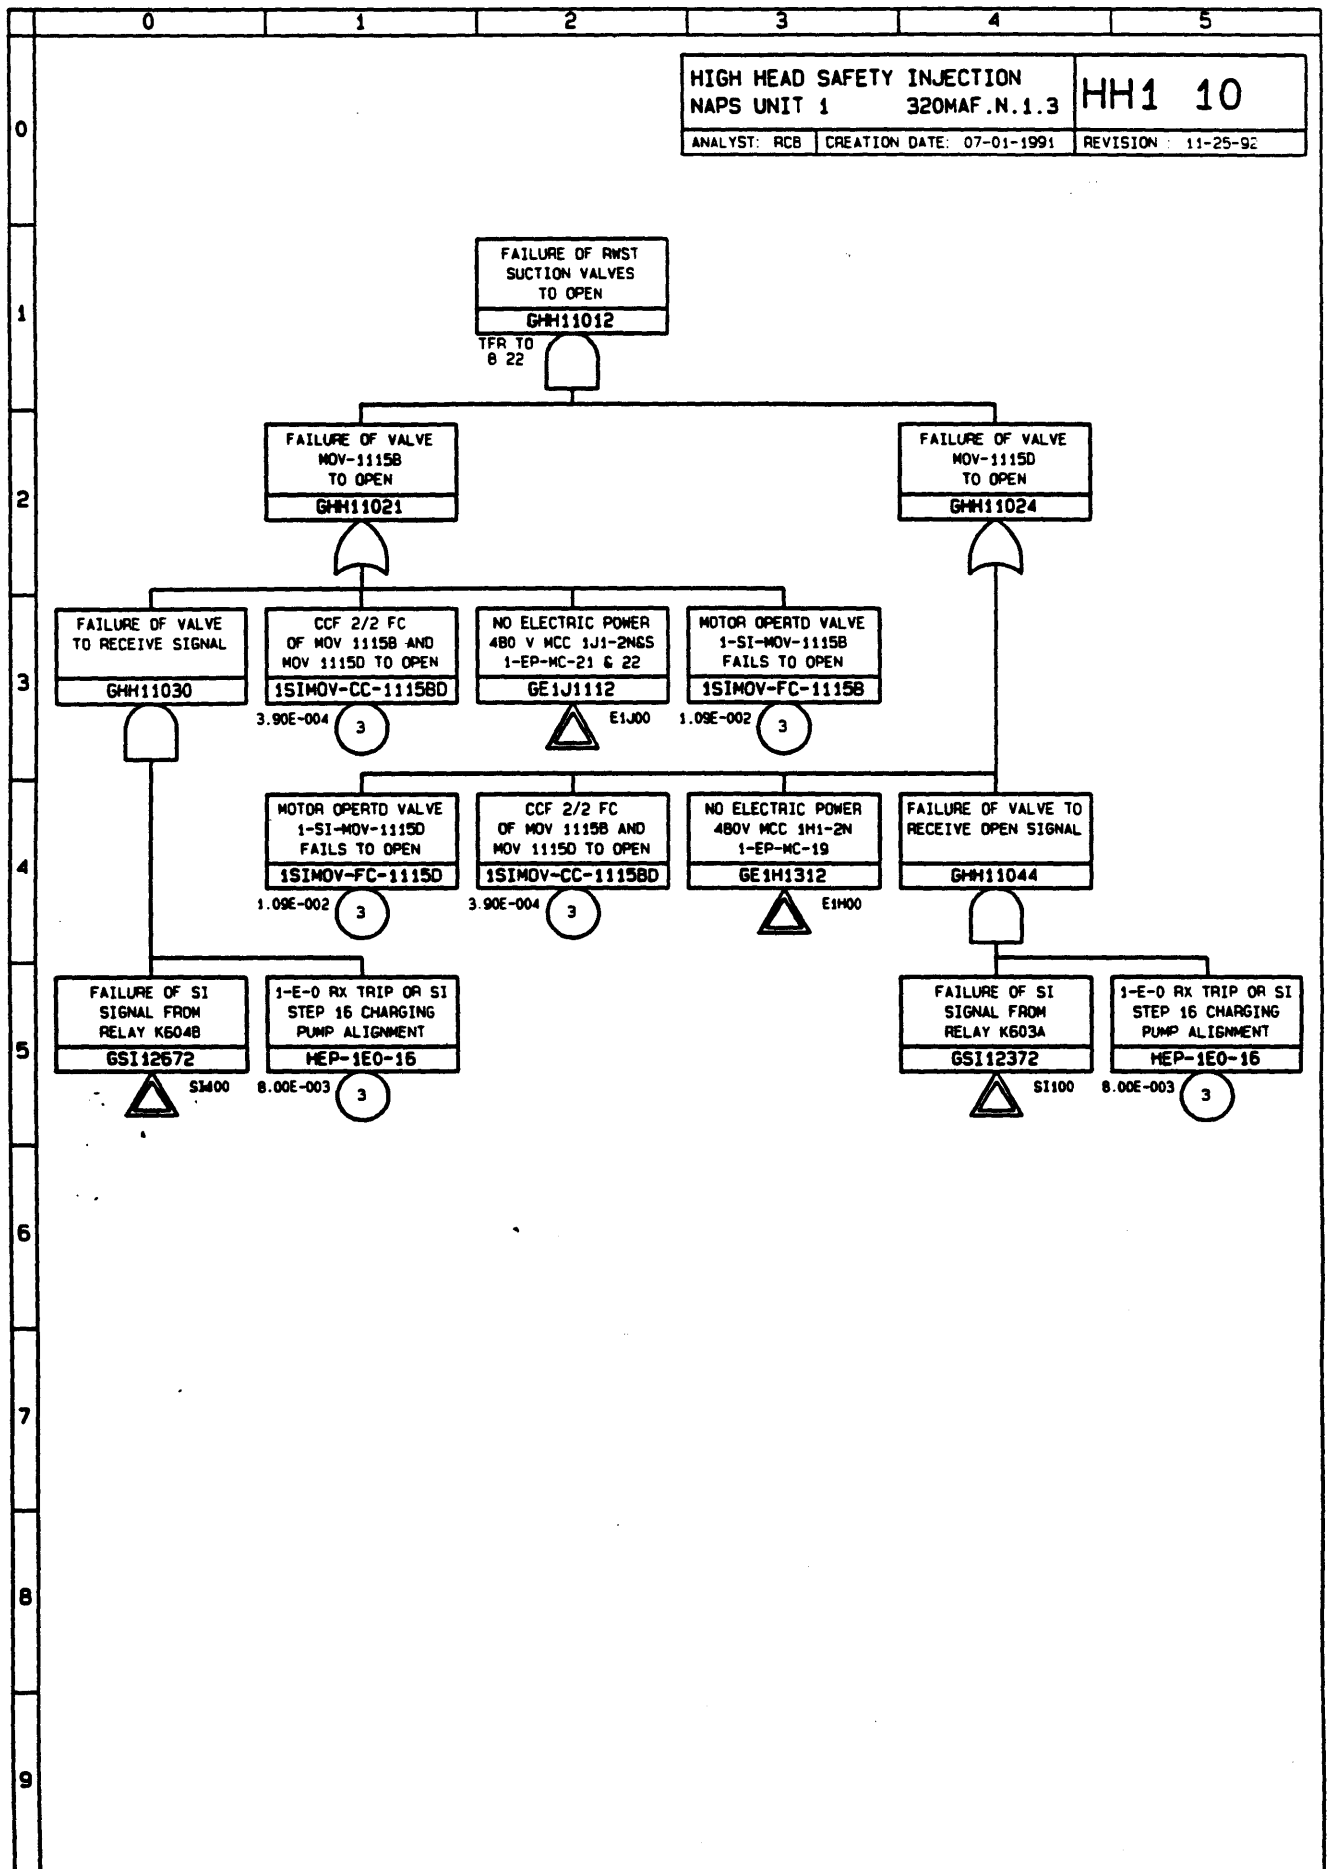 0 1 2 3 4 5
HIGH HEAD SAFETY INJECTION
NAPS UNIT 1 320MAF.N.1.3
HH1 10
ANALYST: RCB CREATION DATE: 07-01-1991 REVISION : 11-25-92
0
FAILURE OF RWST
SUCTION VALVES
TO OPEN
GHH11012
TFR TO
8 22
1
FAILURE OF VALVE
MOV-1115B
TO OPEN
GHH11021
FAILURE OF VALVE
MOV-1115D
TO OPEN
GHH11024
2
FAILURE OF VALVE
TO RECEIVE SIGNAL
GHH11030
CCF 2/2 FC
OF MOV 1115B AND
MOV 1115D TO OPEN
1SIMOV-CC-1115BD
3.90E-004
3
NO ELECTRIC POWER
480 V MCC 1J1-2N&S
1-EP-MC-21 & 22
GE1J1112
E1J00
MOTOR OPERTD VALVE
1-SI-MOV-1115B
FAILS TO OPEN
1SIMOV-FC-1115B
1.09E-002
3
3
MOTOR OPERTD VALVE
1-SI-MOV-1115D
FAILS TO OPEN
1SIMOV-FC-1115D
1.09E-002
3
CCF 2/2 FC
OF MOV 1115B AND
MOV 1115D TO OPEN
1SIMOV-CC-1115BD
3.90E-004
3
NO ELECTRIC POWER
480V MCC 1H1-2N
1-EP-MC-19
GE1H1312
E1H00
FAILURE OF VALVE TO
RECEIVE OPEN SIGNAL
GHH11044
4
FAILURE OF SI
SIGNAL FROM
RELAY K604B
GSI12672
1-E-0 RX TRIP OR SI
STEP 16 CHARGING
PUMP ALIGNMENT
HEP-1E0-16
8.00E-003
3
FAILURE OF SI
SIGNAL FROM
RELAY K603A
GSI12372
SI100
1-E-0 RX TRIP OR SI
STEP 16 CHARGING
PUMP ALIGNMENT
HEP-1E0-16
8.00E-003
3
5
6
7
8
9